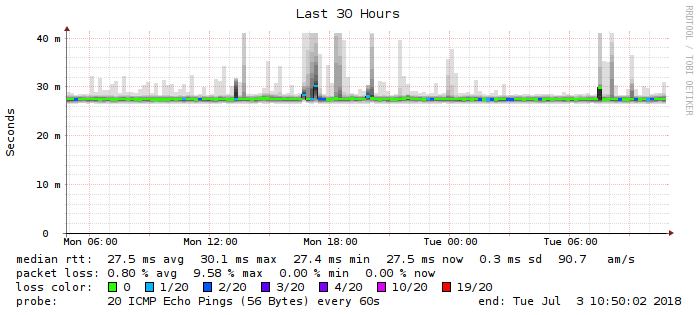 Last 30 Hours
RRDTOOL / TOBI OETIKER
Seconds
40 m
30 m
20 m
10 m
0
Mon 06:00 Mon 12:00 Mon 18:00 Tue 00:00 Tue 06:00
median rtt: 27.5 ms avg 30.1 ms max 27.4 ms min 27.5 ms now 0.3 ms sd 90.7 am/s
packet loss: 0.80 % avg 9.58 % max 0.00 % min 0.00 % now
loss color: 0 1/20 2/20 3/20 4/20 10/20 19/20
probe: 20 ICMP Echo Pings (56 Bytes) every 60s end: Tue Jul 3 10:50:02 2018